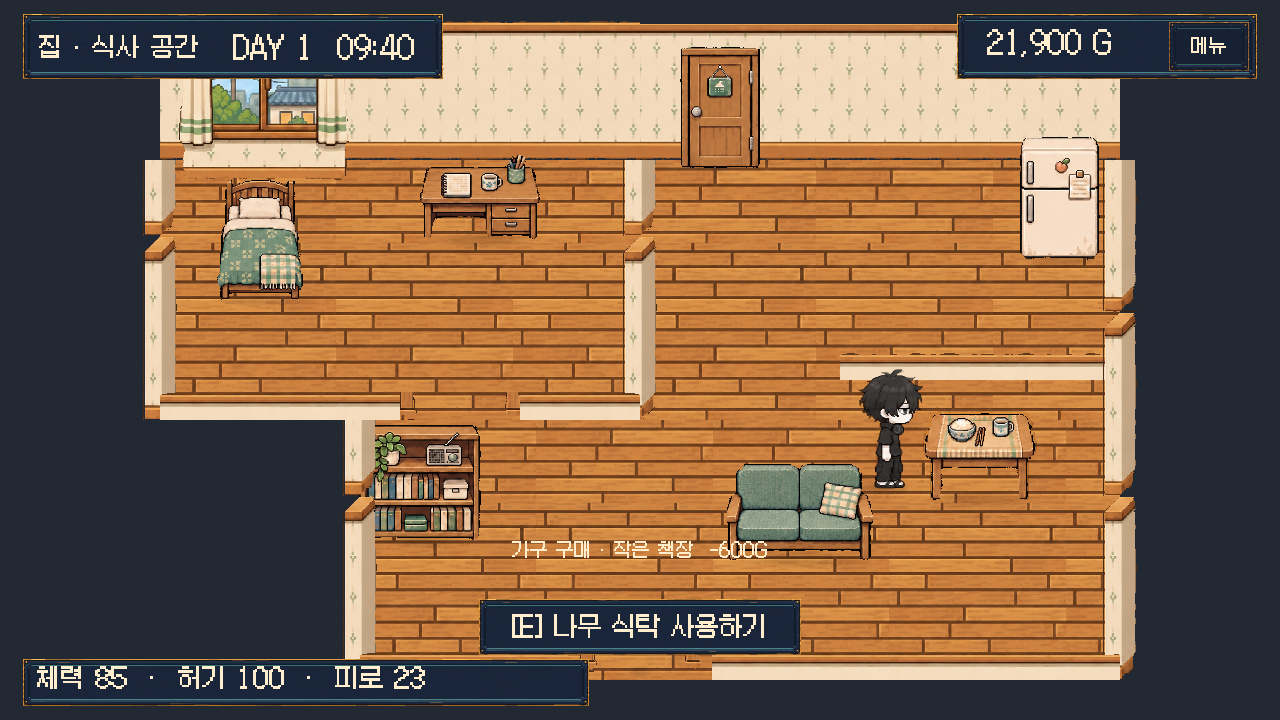 집 · 식사 공간 DAY 1 09:40
21,900 G
메뉴
가구 구매 · 작은 책장 -600G
[E] 나무 식탁 사용하기
체력 85 · 허기 100 · 피로 23